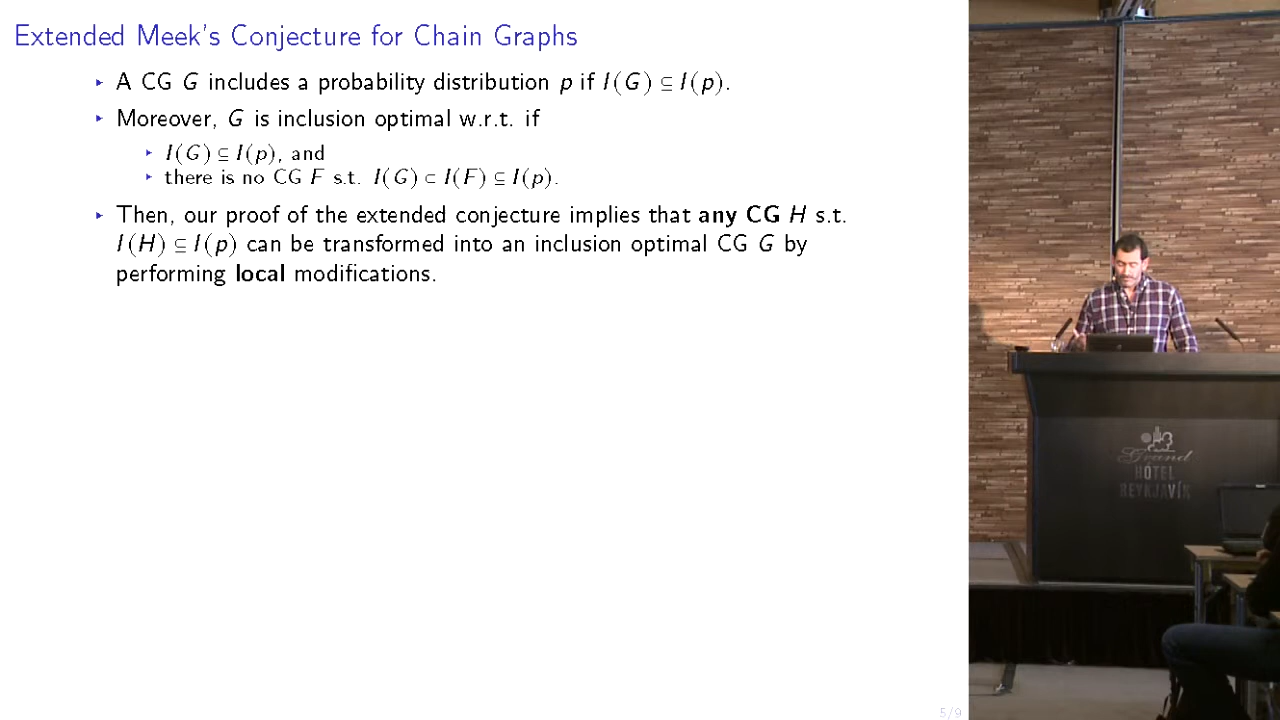 Extended Meek's Conjecture for Chain Graphs
▸ A CG G includes a probability distribution p if I(G) ⊆ I(p).
▸ Moreover, G is inclusion optimal w.r.t. if
▸ I(G) ⊆ I(p), and
▸ there is no CG F s.t. I(G) ⊂ I(F) ⊆ I(p).
▸ Then, our proof of the extended conjecture implies that any CG H s.t.
I(H) ⊆ I(p) can be transformed into an inclusion optimal CG G by
performing local modifications.
Grand
HÓTEL
REYKJAVÍK
5/9